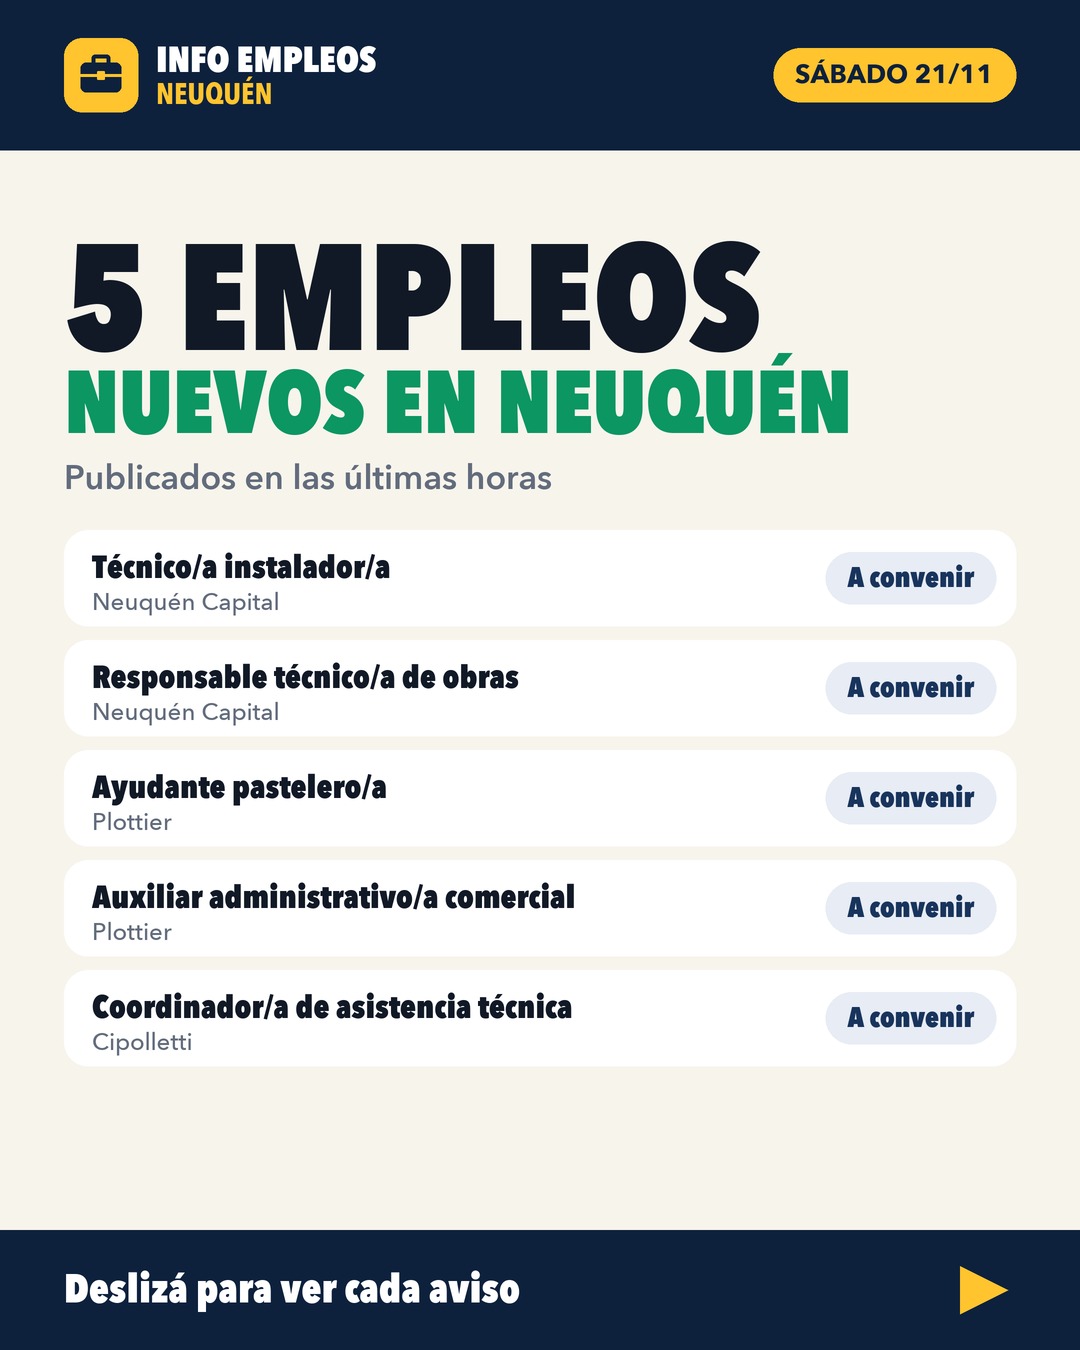 INFO EMPLEOS
NEUQUÉN
SÁBADO 21/11
5 EMPLEOS
NUEVOS EN NEUQUÉN
Publicados en las últimas horas
Técnico/a instalador/a
Neuquén Capital
A convenir
Responsable técnico/a de obras
Neuquén Capital
A convenir
Ayudante pastelero/a
Plottier
A convenir
Auxiliar administrativo/a comercial
Plottier
A convenir
Coordinador/a de asistencia técnica
Cipolletti
A convenir
Deslizá para ver cada aviso